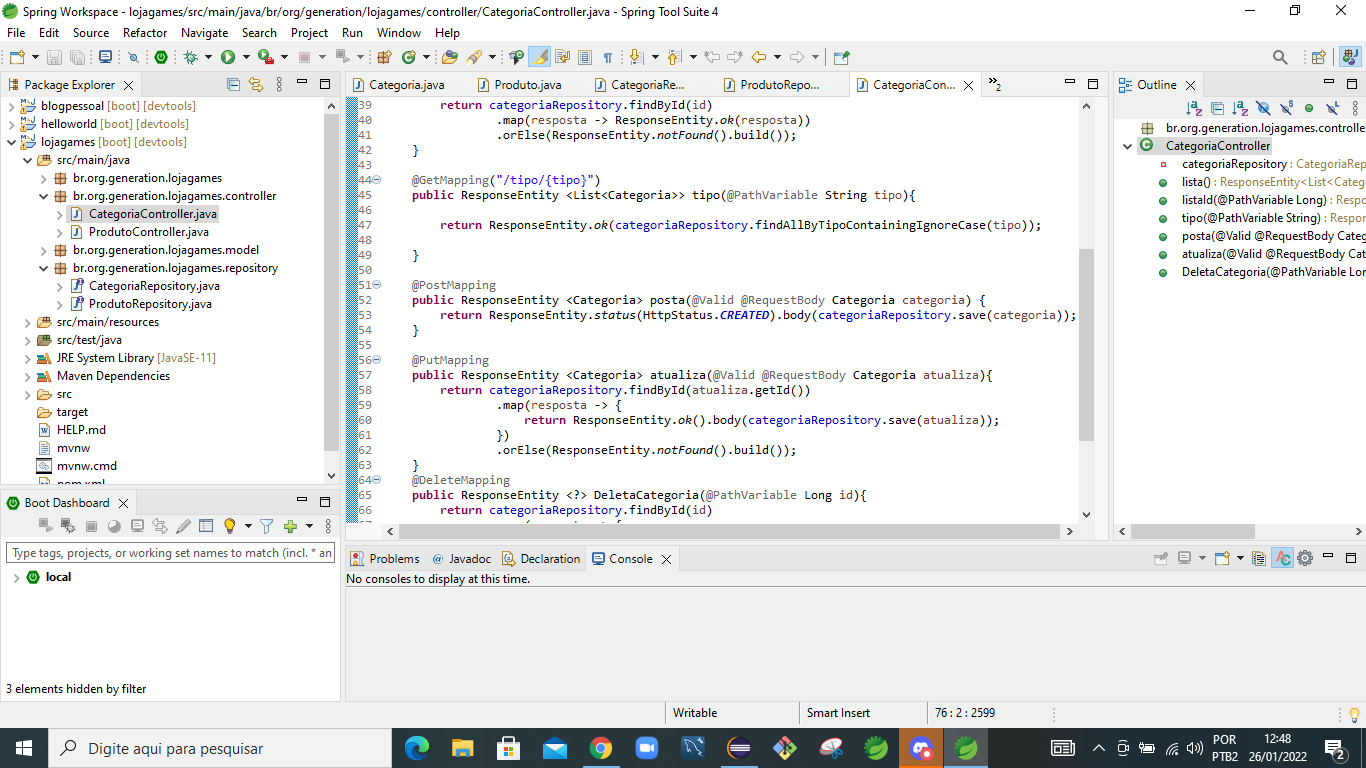 Spring Workspace - lojagames/src/main/java/br/org/generation/lojagames/controller/CategoriaController.java - Spring Tool Suite 4
File Edit Source Refactor Navigate Search Project Run Window Help
Package Explorer
blogpessoal [boot] [devtools]
helloworld [boot] [devtools]
lojagames [boot] [devtools]
src/main/java
br.org.generation.lojagames
br.org.generation.lojagames.controller
CategoriaController.java
ProdutoController.java
br.org.generation.lojagames.model
br.org.generation.lojagames.repository
CategoriaRepository.java
ProdutoRepository.java
src/main/resources
src/test/java
JRE System Library [JavaSE-11]
Maven Dependencies
src
target
HELP.md
mvnw
mvnw.cmd
pom.xml
Boot Dashboard
Type tags, projects, or working set names to match (incl. * an
local
3 elements hidden by filter
Categoria.java Produto.java CategoriaRe... ProdutoRepo... CategoriaCon... »2
39 return categoriaRepository.findById(id)
40 .map(resposta -> ResponseEntity.ok(resposta))
41 .orElse(ResponseEntity.notFound().build());
42 }
43
44 @GetMapping("/tipo/{tipo}")
45 public ResponseEntity <List<Categoria>> tipo(@PathVariable String tipo){
46
47 return ResponseEntity.ok(categoriaRepository.findAllByTipoContainingIgnoreCase(tipo));
48
49 }
50
51 @PostMapping
52 public ResponseEntity <Categoria> posta(@Valid @RequestBody Categoria categoria) {
53 return ResponseEntity.status(HttpStatus.CREATED).body(categoriaRepository.save(categoria));
54 }
55
56 @PutMapping
57 public ResponseEntity <Categoria> atualiza(@Valid @RequestBody Categoria atualiza){
58 return categoriaRepository.findById(atualiza.getId())
59 .map(resposta -> {
60 return ResponseEntity.ok().body(categoriaRepository.save(atualiza));
61 })
62 .orElse(ResponseEntity.notFound().build());
63 }
64 @DeleteMapping
65 public ResponseEntity <?> DeletaCategoria(@PathVariable Long id){
66 return categoriaRepository.findById(id)
Outline
br.org.generation.lojagames.controlle
CategoriaController
categoriaRepository : CategoriaRep
lista() : ResponseEntity<List<Categ
listaId(@PathVariable Long) : Respo
tipo(@PathVariable String) : Respor
posta(@Valid @RequestBody Categ
atualiza(@Valid @RequestBody Cat
DeletaCategoria(@PathVariable Lor
Problems @ Javadoc Declaration Console
No consoles to display at this time.
Writable Smart Insert 76 : 2 : 2599
Digite aqui para pesquisar
POR
PTB2
12:48
26/01/2022
2